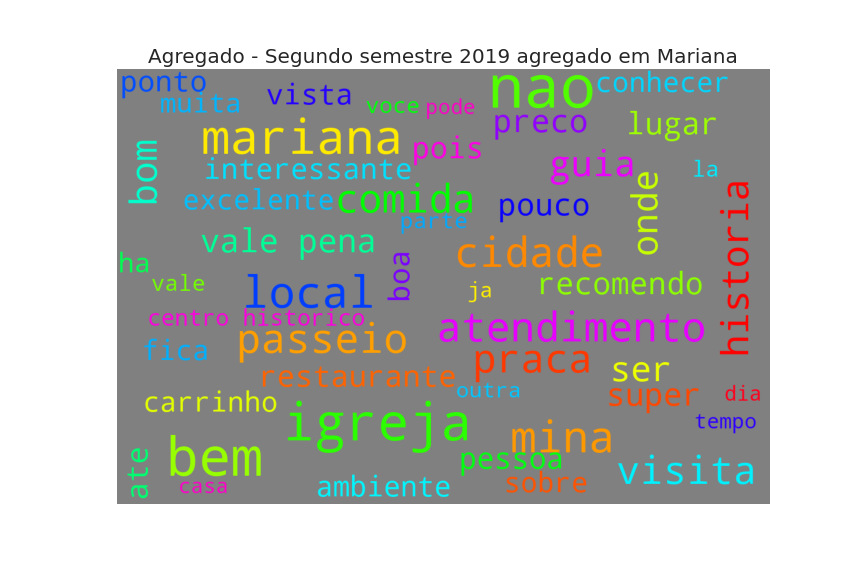 Agregado - Segundo semestre 2019 agregado em Mariana
ponto
muita
vista
voce
pode
nao
conhecer
preco
lugar
mariana
pois
bom
interessante
guia
la
excelente
comida
parte
pouco
onde
historia
vale pena
cidade
ha
vale
boa
local
ja
recomendo
centro historico
fica
passeio
atendimento
praca
ser
restaurante
outra
super
dia
carrinho
igreja
tempo
bem
mina
pessoa
visita
ate
casa
ambiente
sobre